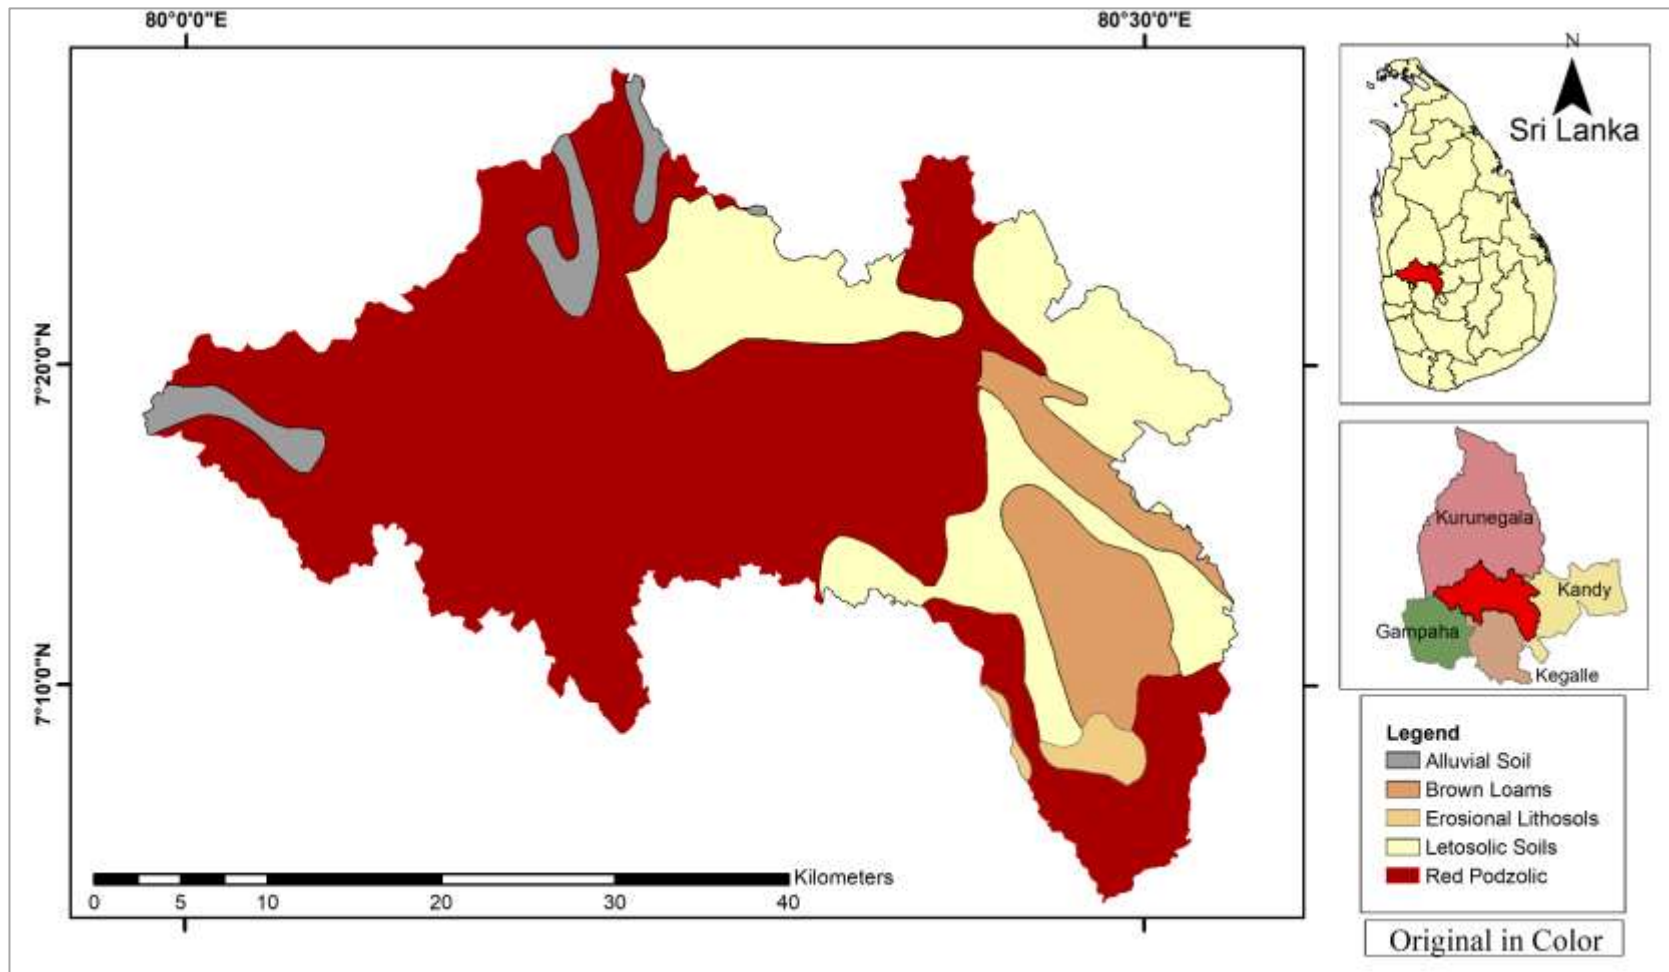 80°0'0"E
80°30'0"E
7°20'0"N
7°10'0"N
0 5 10 20 30 40 Kilometers
N
Sri Lanka
Kurunegala
Kandy
Gampaha
Kegalle
Legend
Alluvial Soil
Brown Loams
Erosional Lithosols
Letosolic Soils
Red Podzolic
Original in Color